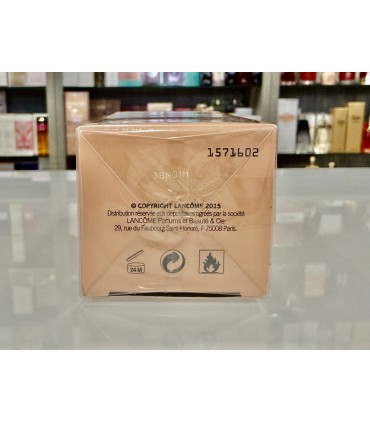 1571602
38N01M
© COPYRIGHT LANCÔME 2015
Distribution réservée aux dépositaires agréés par la société
LANCÔME Parfums et Beauté & Cie
29, rue du Faubourg Saint-Honoré, F 75008 Paris.
24 M